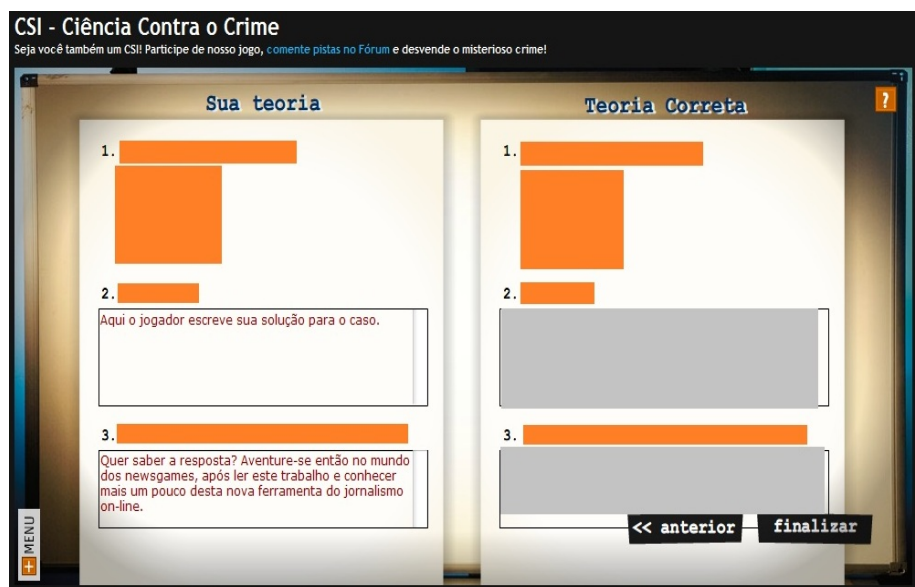 CSI - Ciência Contra o Crime
Seja você também um CSI! Participe de nosso jogo, comente pistas no Fórum e desvende o misterioso crime!
?
Sua teoria
1.
2.
Aqui o jogador escreve sua solução para o caso.
3.
Quer saber a resposta? Aventure-se então no mundo
dos newsgames, após ler este trabalho e conhecer
mais um pouco desta nova ferramenta do jornalismo
on-line.
Teoria Correta
1.
2.
3.
<< anterior
finalizar
+ MENU